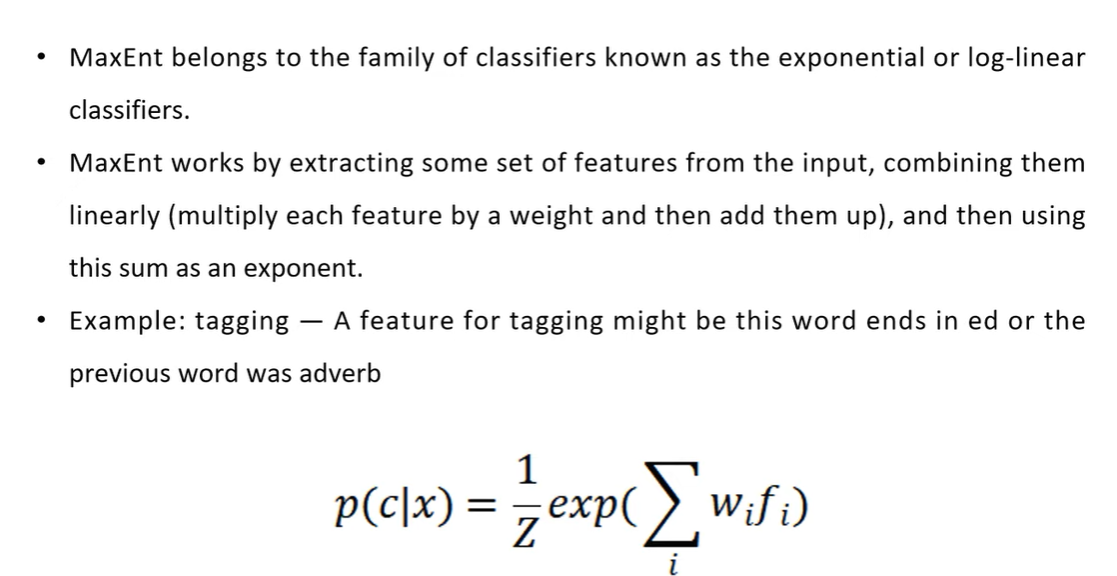 • MaxEnt belongs to the family of classifiers known as the exponential or log-linear
classifiers.
• MaxEnt works by extracting some set of features from the input, combining them
linearly (multiply each feature by a weight and then add them up), and then using
this sum as an exponent.
• Example: tagging — A feature for tagging might be this word ends in ed or the
previous word was adverb
p(c|x) = 1/Z exp(∑_i w_i f_i)